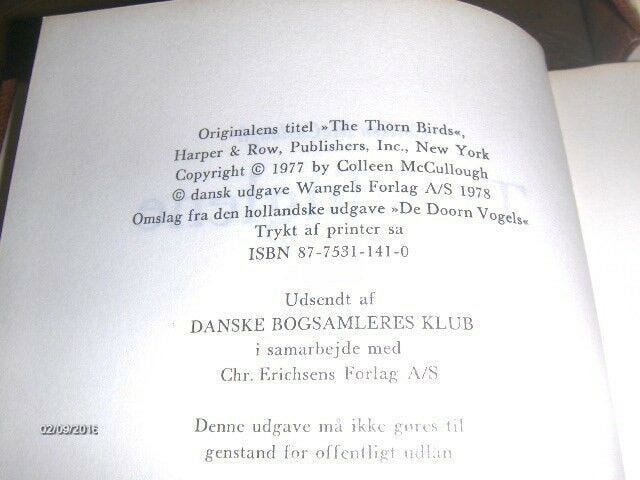 Originalens titel »The Thorn Birds«,
Harper & Row, Publishers, Inc., New York
Copyright © 1977 by Colleen McCullough
© dansk udgave Wangels Forlag A/S 1978
Omslag fra den hollandske udgave »De Doorn Vogels«
Trykt af printer sa
ISBN 87-7531-141-0
Udsendt af
DANSKE BOGSAMLERES KLUB
i samarbejde med
Chr. Erichsens Forlag A/S
Denne udgave må ikke gøres til
genstand for offentligt udlån
02/09/2016